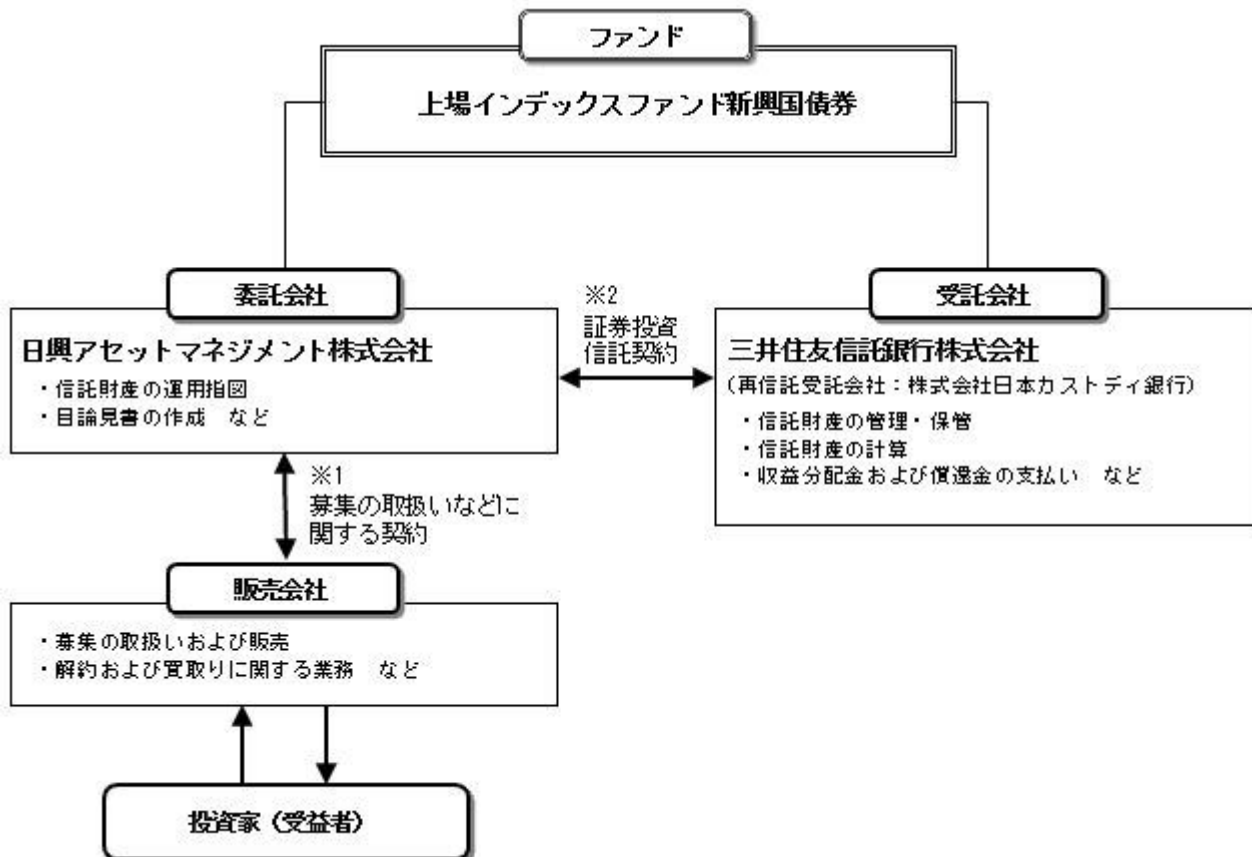 ファンド
上場インデックスファンド新興国債券
委託会社
日興アセットマネジメント株式会社
・信託財産の運用指図
・目論見書の作成 など
※2
証券投資
信託契約
受託会社
三井住友信託銀行株式会社
(再信託受託会社:株式会社日本カストディ銀行)
・信託財産の管理・保管
・信託財産の計算
・収益分配金および償還金の支払い など
※1
募集の取扱いなどに
関する契約
販売会社
・募集の取扱いおよび販売
・解約および買取りに関する業務 など
投資家(受益者)